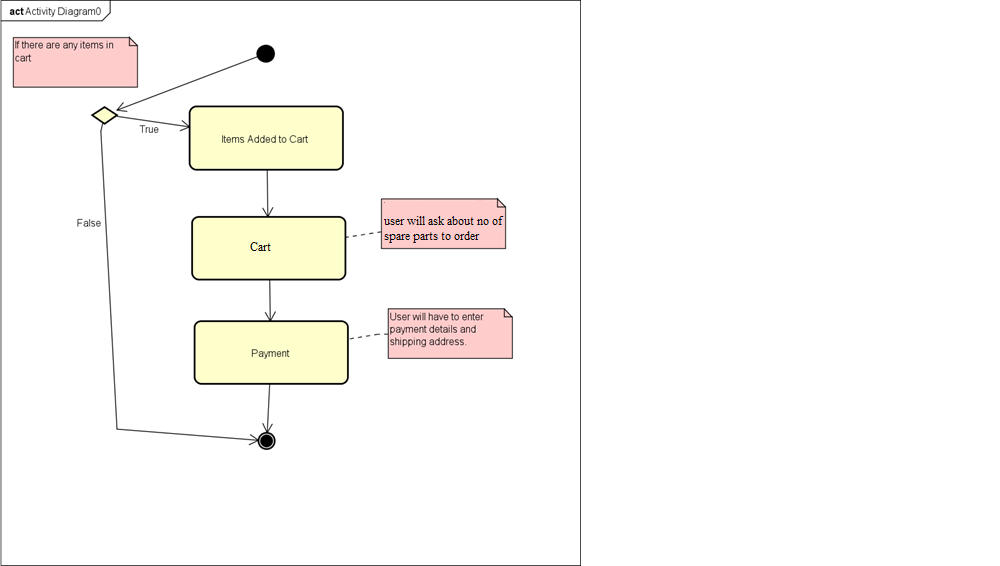 act Activity Diagram0
If there are any items in
cart
True
Items Added to Cart
False
user will ask about no of
spare parts to order
Cart
User will have to enter
payment details and
shipping address.
Payment